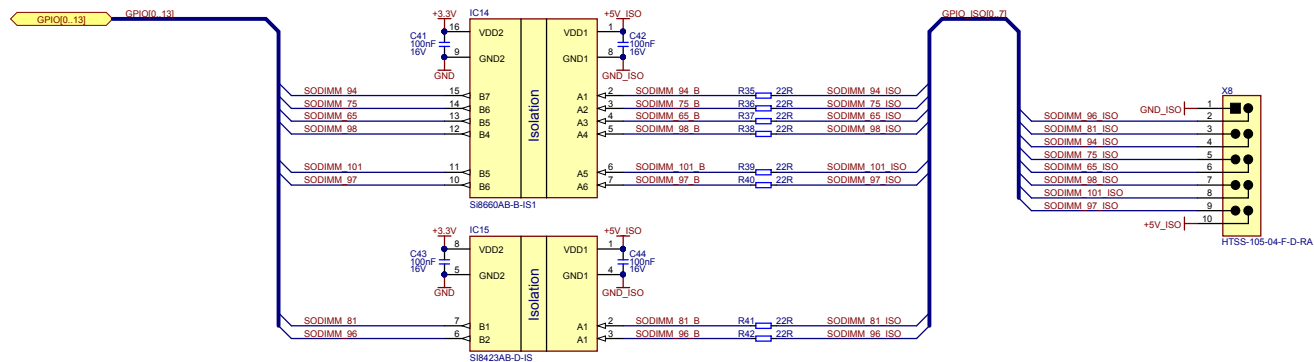 GPIO[0..13]
GPIO[0..13]
GPIO_ISO[0..7]
+3.3V
IC14
+5V_ISO
C41
100nF
16V
16
VDD2
VDD1
1
C42
100nF
16V
9
GND2
GND1
8
GND
GND_ISO
Isolation
SODIMM_94
15
B7
A1
2
SODIMM_94_B
R35
22R
SODIMM_94_ISO
SODIMM_75
14
B6
A2
3
SODIMM_75_B
R36
22R
SODIMM_75_ISO
SODIMM_65
13
B5
A3
4
SODIMM_65_B
R37
22R
SODIMM_65_ISO
SODIMM_98
12
B4
A4
5
SODIMM_98_B
R38
22R
SODIMM_98_ISO
SODIMM_101
11
B5
A5
6
SODIMM_101_B
R39
22R
SODIMM_101_ISO
SODIMM_97
10
B6
A6
7
SODIMM_97_B
R40
22R
SODIMM_97_ISO
Si8660AB-B-IS1
X8
GND_ISO
1
SODIMM_96_ISO
2
SODIMM_81_ISO
3
SODIMM_94_ISO
4
SODIMM_75_ISO
5
SODIMM_65_ISO
6
SODIMM_98_ISO
7
SODIMM_101_ISO
8
SODIMM_97_ISO
9
+5V_ISO
10
HTSS-105-04-F-D-RA
+3.3V
IC15
+5V_ISO
C43
100nF
16V
8
VDD2
VDD1
1
C44
100nF
16V
5
GND2
GND1
4
GND
GND_ISO
Isolation
SODIMM_81
7
B1
A1
2
SODIMM_81_B
R41
22R
SODIMM_81_ISO
SODIMM_96
6
B2
A1
3
SODIMM_96_B
R42
22R
SODIMM_96_ISO
SI8423AB-D-IS